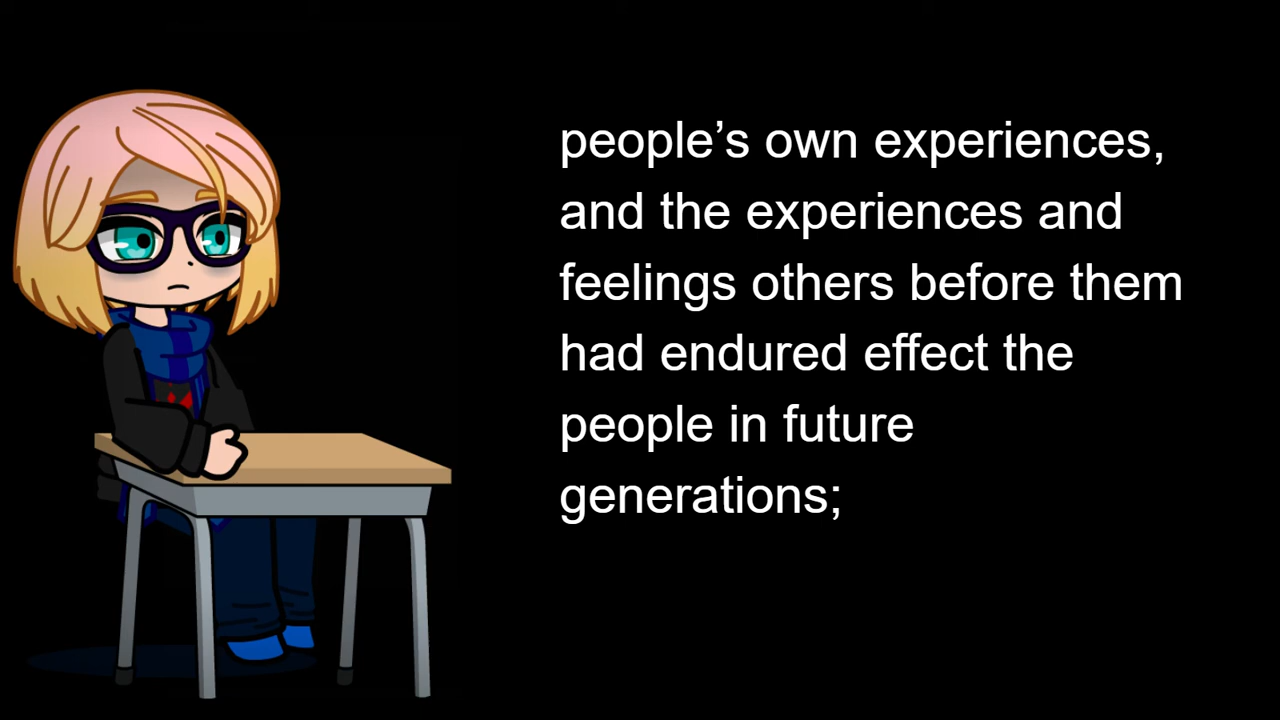 people’s own experiences,
and the experiences and
feelings others before them
had endured effect the
people in future
generations;